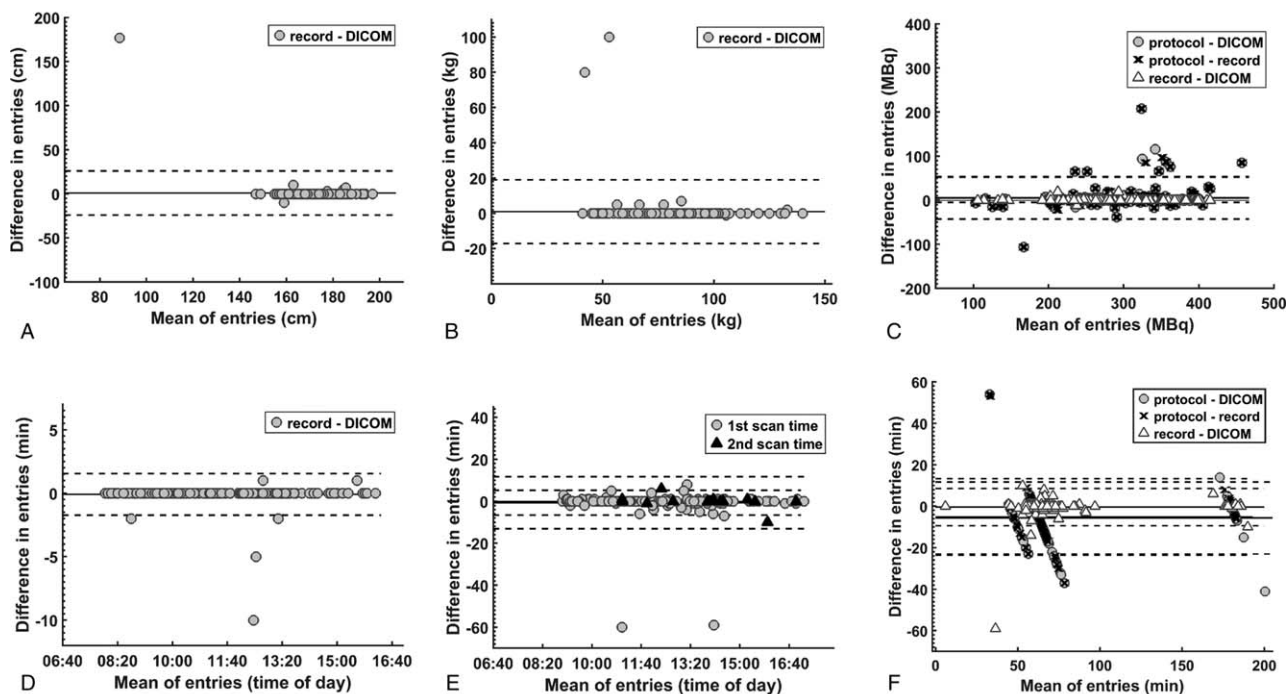 200
150
100
50
0
-50
-100
80 100 120 140 160 180 200
Difference in entries (cm)
Mean of entries (cm)
record - DICOM
A
100
80
60
40
20
0
-20
0 50 100 150
Difference in entries (kg)
Mean of entries (kg)
record - DICOM
B
400
300
200
100
0
-100
-200
100 200 300 400 500
Difference in entries (MBq)
Mean of entries (MBq)
protocol - DICOM
protocol - record
record - DICOM
C
5
0
-5
-10
06:40 08:20 10:00 11:40 13:20 15:00 16:40
Difference in entries (min)
Mean of entries (time of day)
record - DICOM
D
40
20
0
-20
-40
-60
06:40 08:20 10:00 11:40 13:20 15:00 16:40
Difference in entries (min)
Mean of entries (time of day)
1st scan time
2nd scan time
E
60
40
20
0
-20
-40
-60
0 50 100 150 200
Difference in entries (min)
Mean of entries (min)
protocol - DICOM
protocol - record
record - DICOM
F